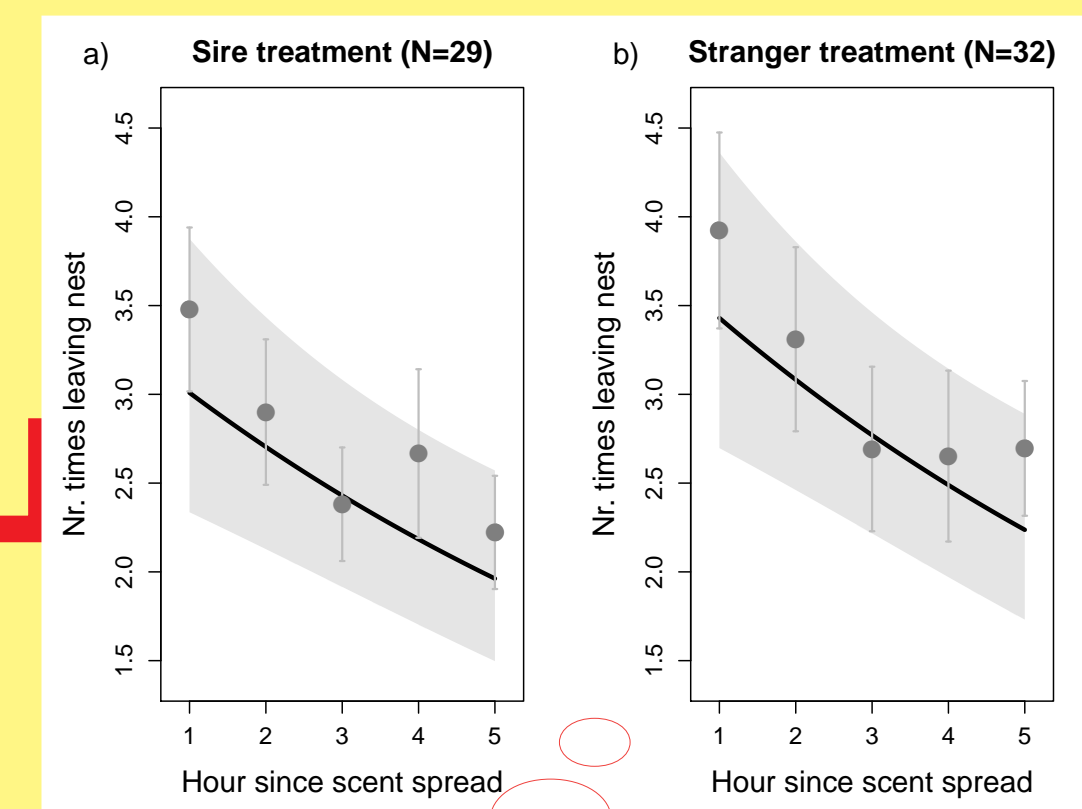 a) Sire treatment (N=29)
Nr. times leaving nest
4.5
4.0
3.5
3.0
2.5
2.0
1.5
1 2 3 4 5
Hour since scent spread
b) Stranger treatment (N=32)
Nr. times leaving nest
4.5
4.0
3.5
3.0
2.5
2.0
1.5
1 2 3 4 5
Hour since scent spread